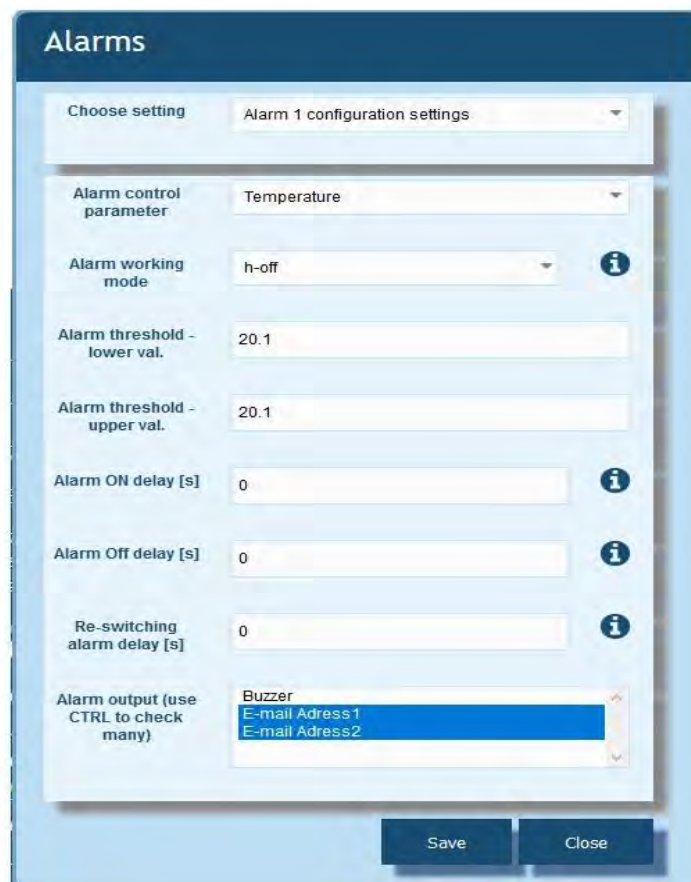 Alarms
Choose setting
Alarm 1 configuration settings
Alarm control
parameter
Temperature
Alarm working
mode
h-off
Alarm threshold -
lower val.
20.1
Alarm threshold -
upper val.
20.1
Alarm ON delay [s]
0
Alarm Off delay [s]
0
Re-switching
alarm delay [s]
0
Alarm output (use
CTRL to check
many)
Buzzer
E-mail Adress1
E-mail Adress2
Save
Close